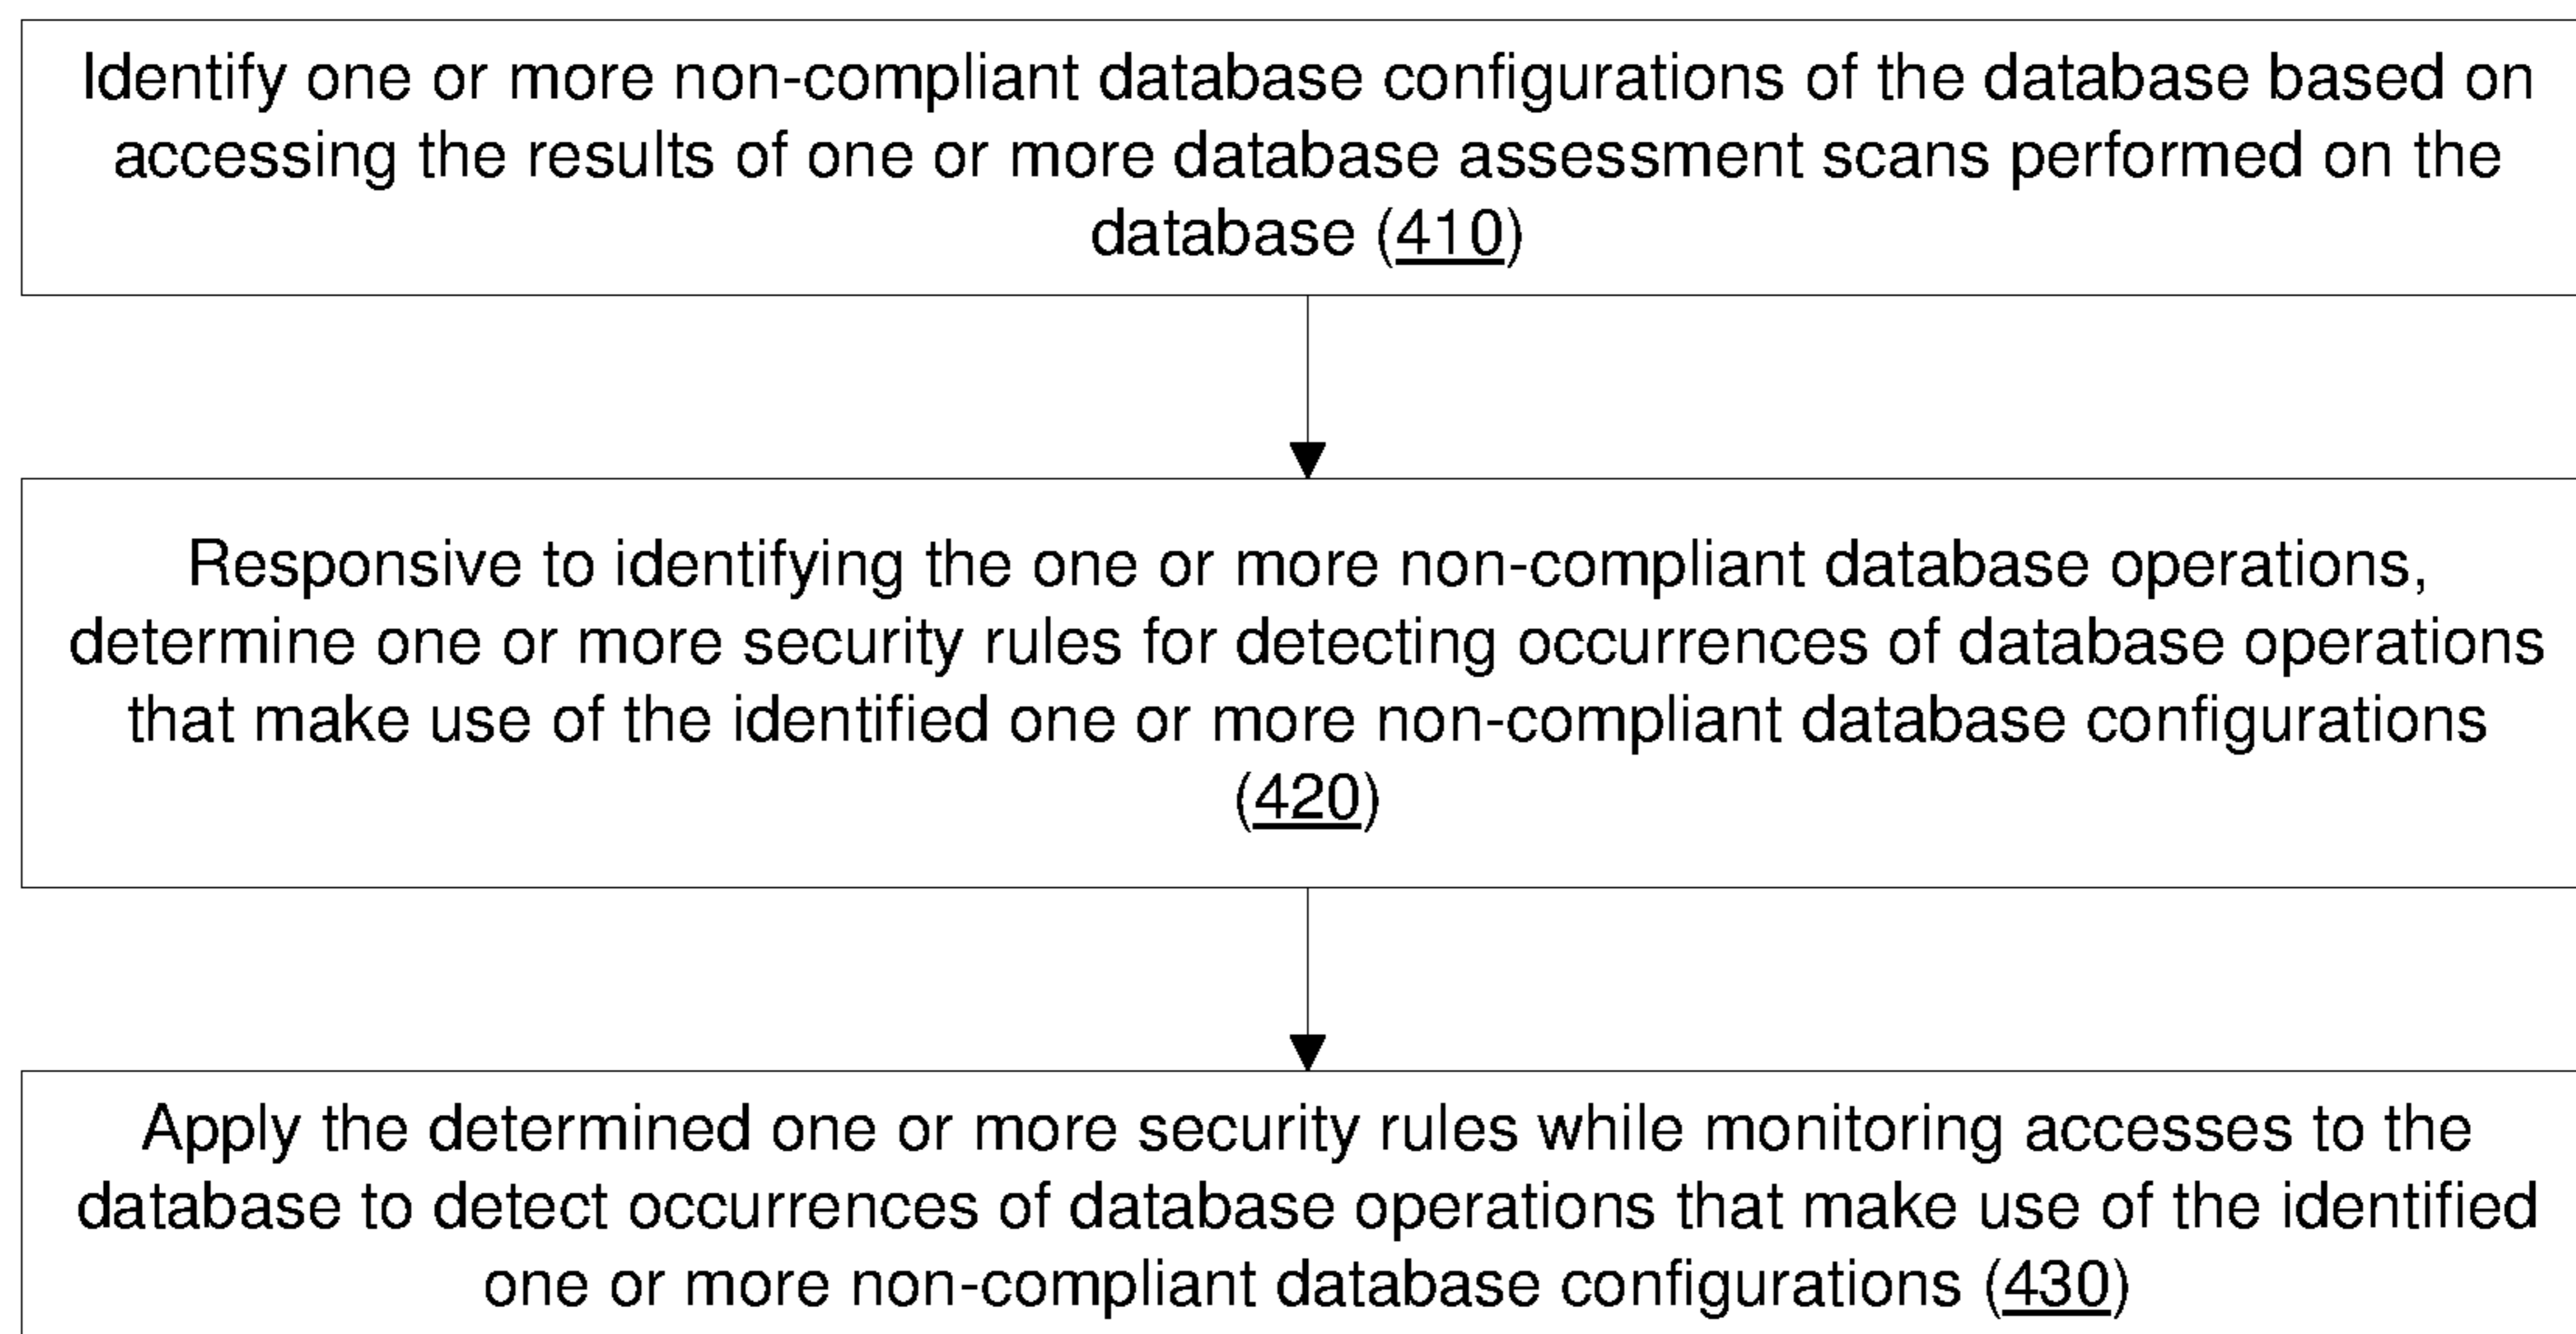 Identify one or more non-compliant database configurations of the database based on
accessing the results of one or more database assessment scans performed on the
database (410)
Responsive to identifying the one or more non-compliant database operations,
determine one or more security rules for detecting occurrences of database operations
that make use of the identified one or more non-compliant database configurations
(420)
Apply the determined one or more security rules while monitoring accesses to the
database to detect occurrences of database operations that make use of the identified
one or more non-compliant database configurations (430)